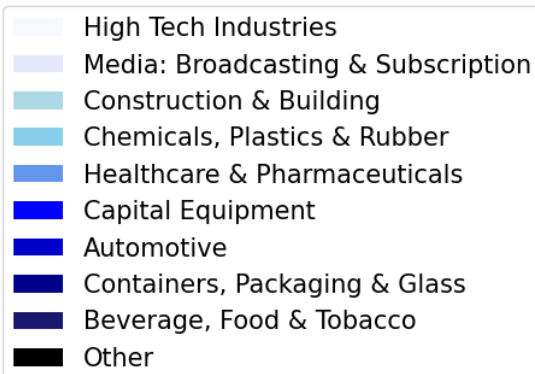 High Tech Industries
Media: Broadcasting & Subscription
Construction & Building
Chemicals, Plastics & Rubber
Healthcare & Pharmaceuticals
Capital Equipment
Automotive
Containers, Packaging & Glass
Beverage, Food & Tobacco
Other